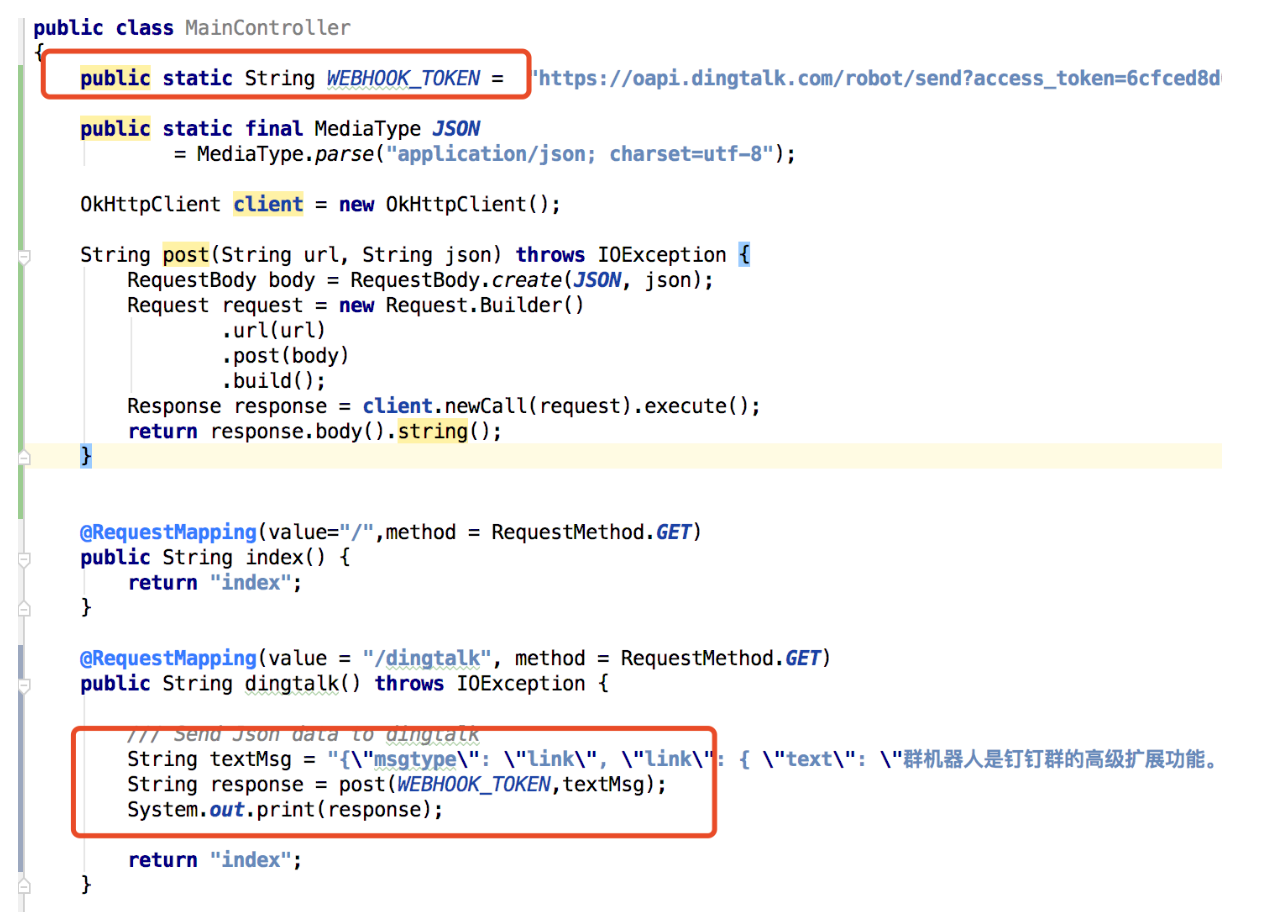 public class MainController
{
public static String WEBHOOK_TOKEN = "https://oapi.dingtalk.com/robot/send?access_token=6cfced8d
public static final MediaType JSON
= MediaType.parse("application/json; charset=utf-8");
OkHttpClient client = new OkHttpClient();
String post(String url, String json) throws IOException {
RequestBody body = RequestBody.create(JSON, json);
Request request = new Request.Builder()
.url(url)
.post(body)
.build();
Response response = client.newCall(request).execute();
return response.body().string();
}
@RequestMapping(value="/",method = RequestMethod.GET)
public String index() {
return "index";
}
@RequestMapping(value = "/dingtalk", method = RequestMethod.GET)
public String dingtalk() throws IOException {
/// Send Json data to dingtalk
String textMsg = "{\"msgtype\": \"link\", \"link\": { \"text\": \"群机器人是钉钉群的高级扩展功能。
String response = post(WEBHOOK_TOKEN,textMsg);
System.out.print(response);
return "index";
}